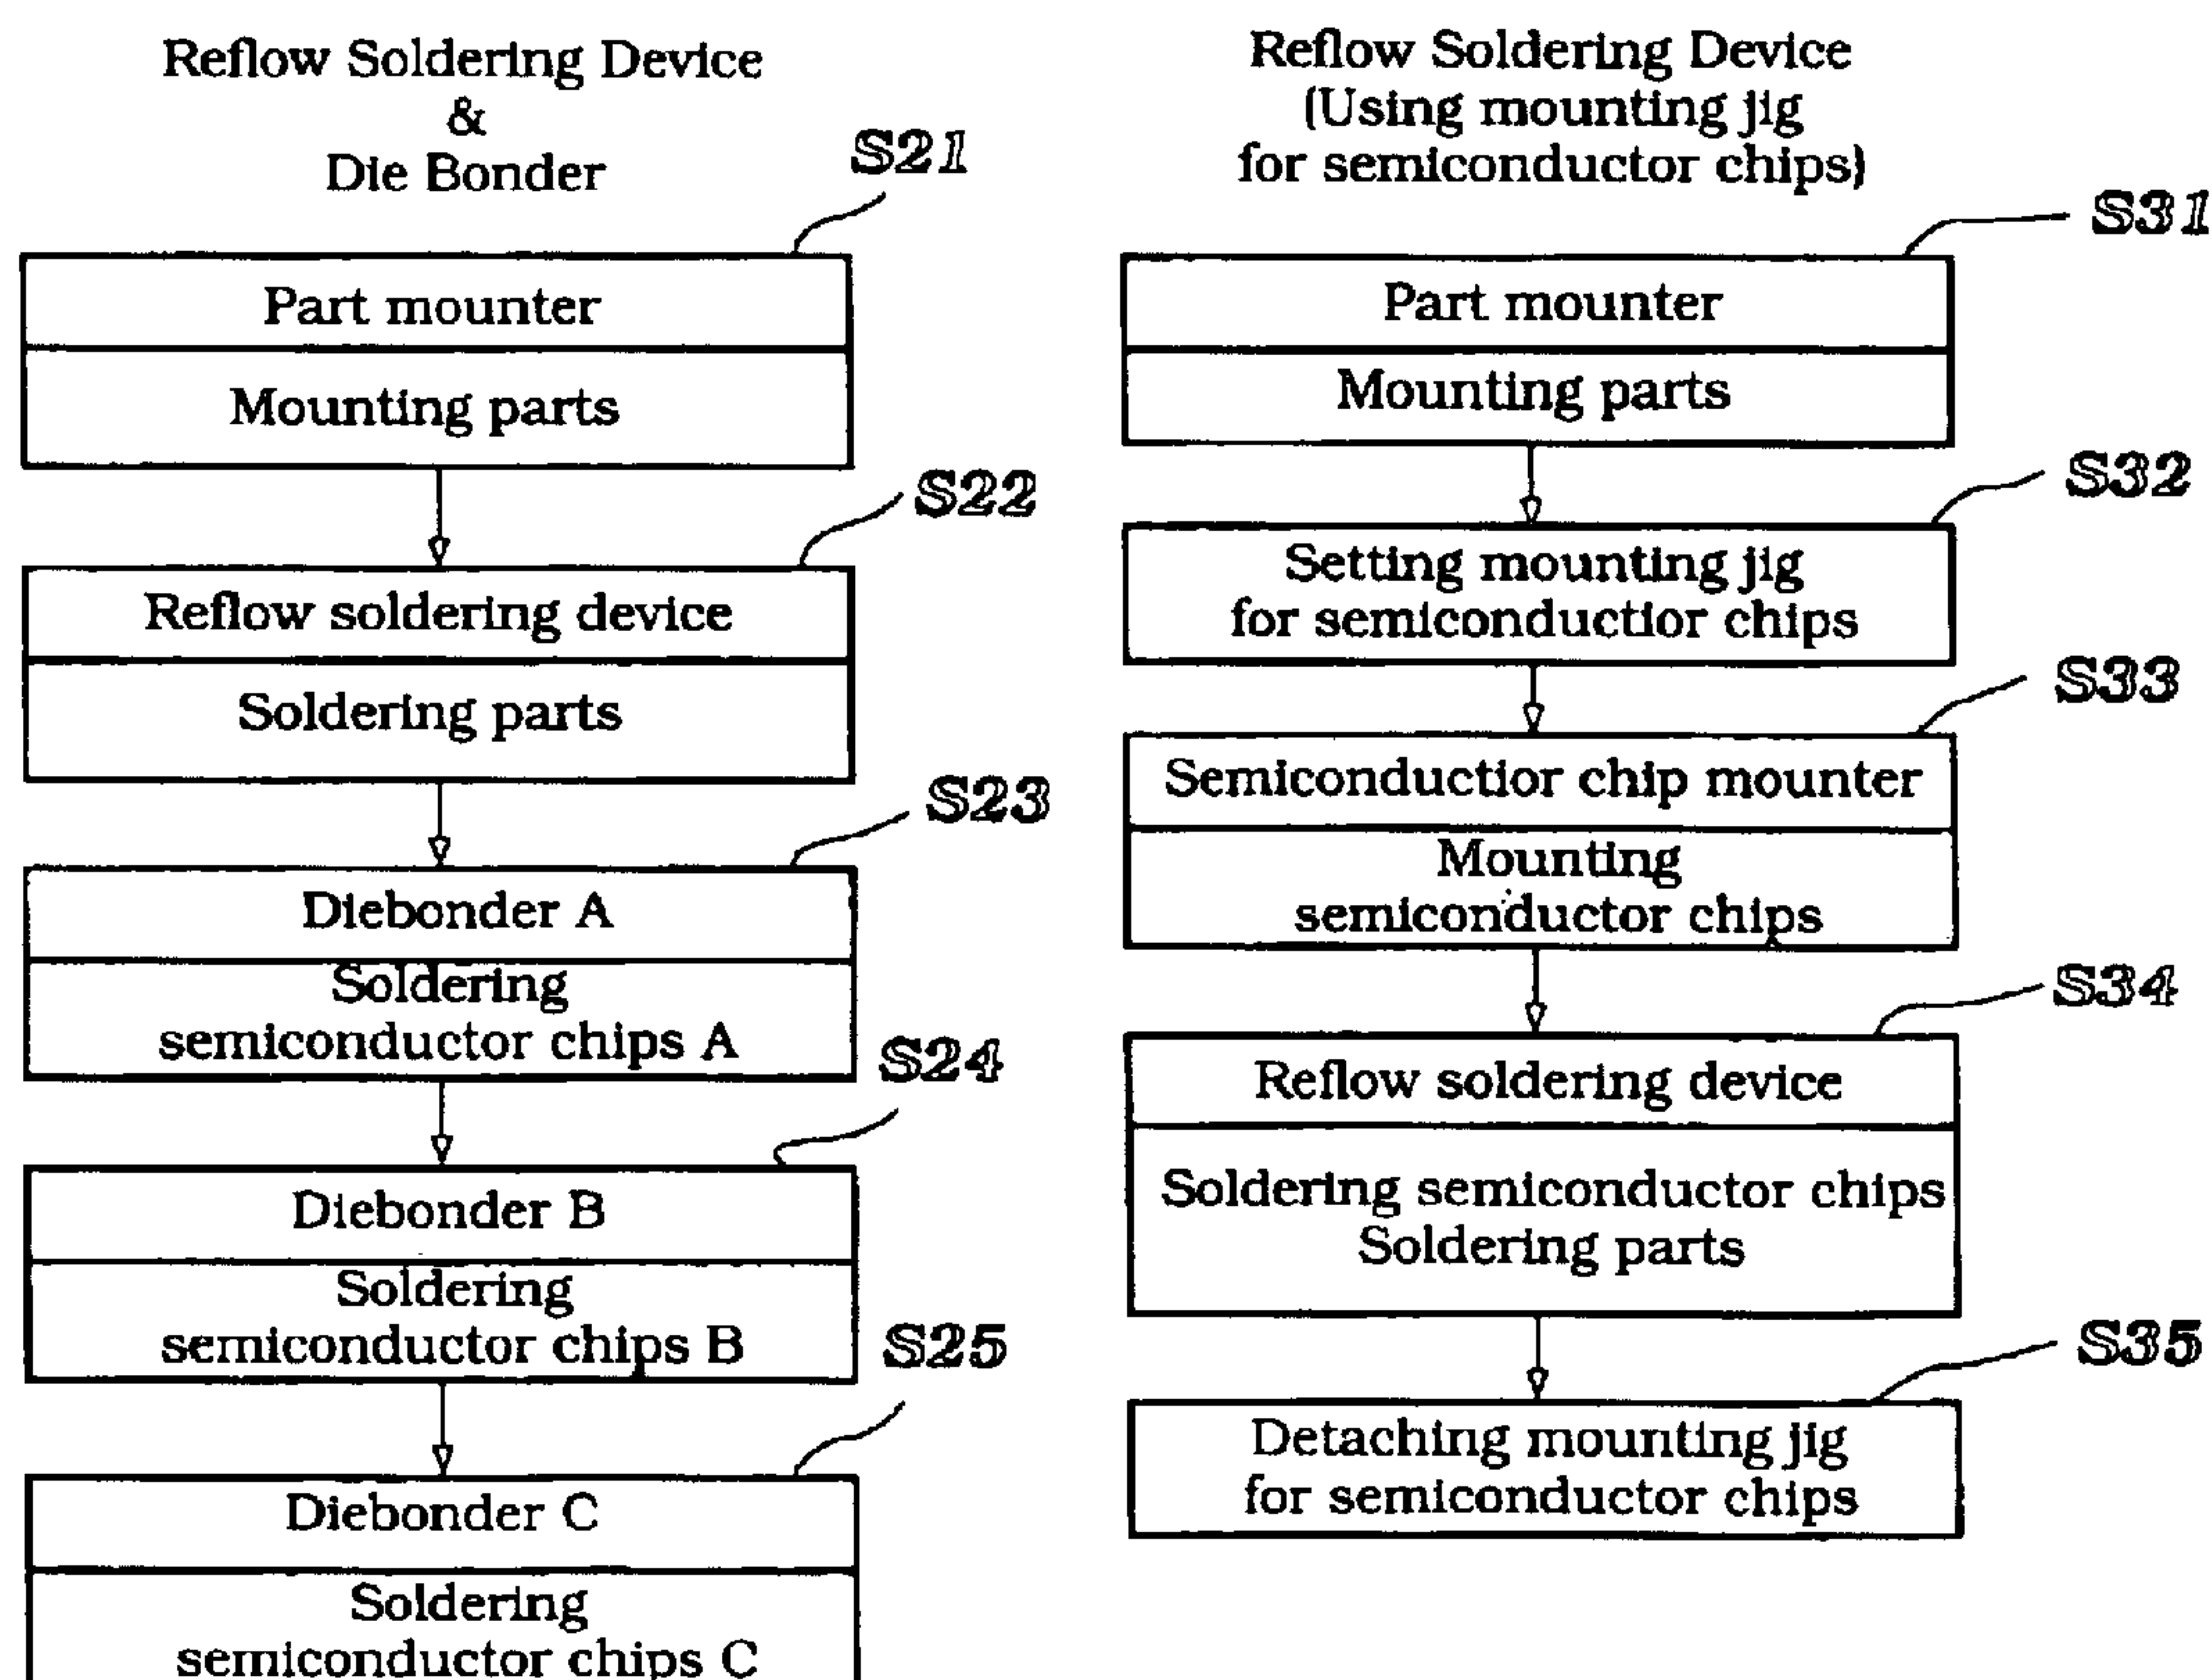 Reflow Soldering Device
&
Die Bonder
S21
Part mounter
Mounting parts
S22
Reflow soldering device
Soldering parts
S23
Diebonder A
Soldering
semiconductor chips A
S24
Diebonder B
Soldering
semiconductor chips B
S25
Diebonder C
Soldering
semiconductor chips C
Reflow Soldering Device
(Using mounting jig
for semiconductor chips)
S31
Part mounter
Mounting parts
S32
Setting mounting jig
for semiconductior chips
S33
Semiconductior chip mounter
Mounting
semiconductor chips
S34
Reflow soldering device
Soldering semiconductor chips
Soldering parts
S35
Detaching mounting jig
for semiconductor chips